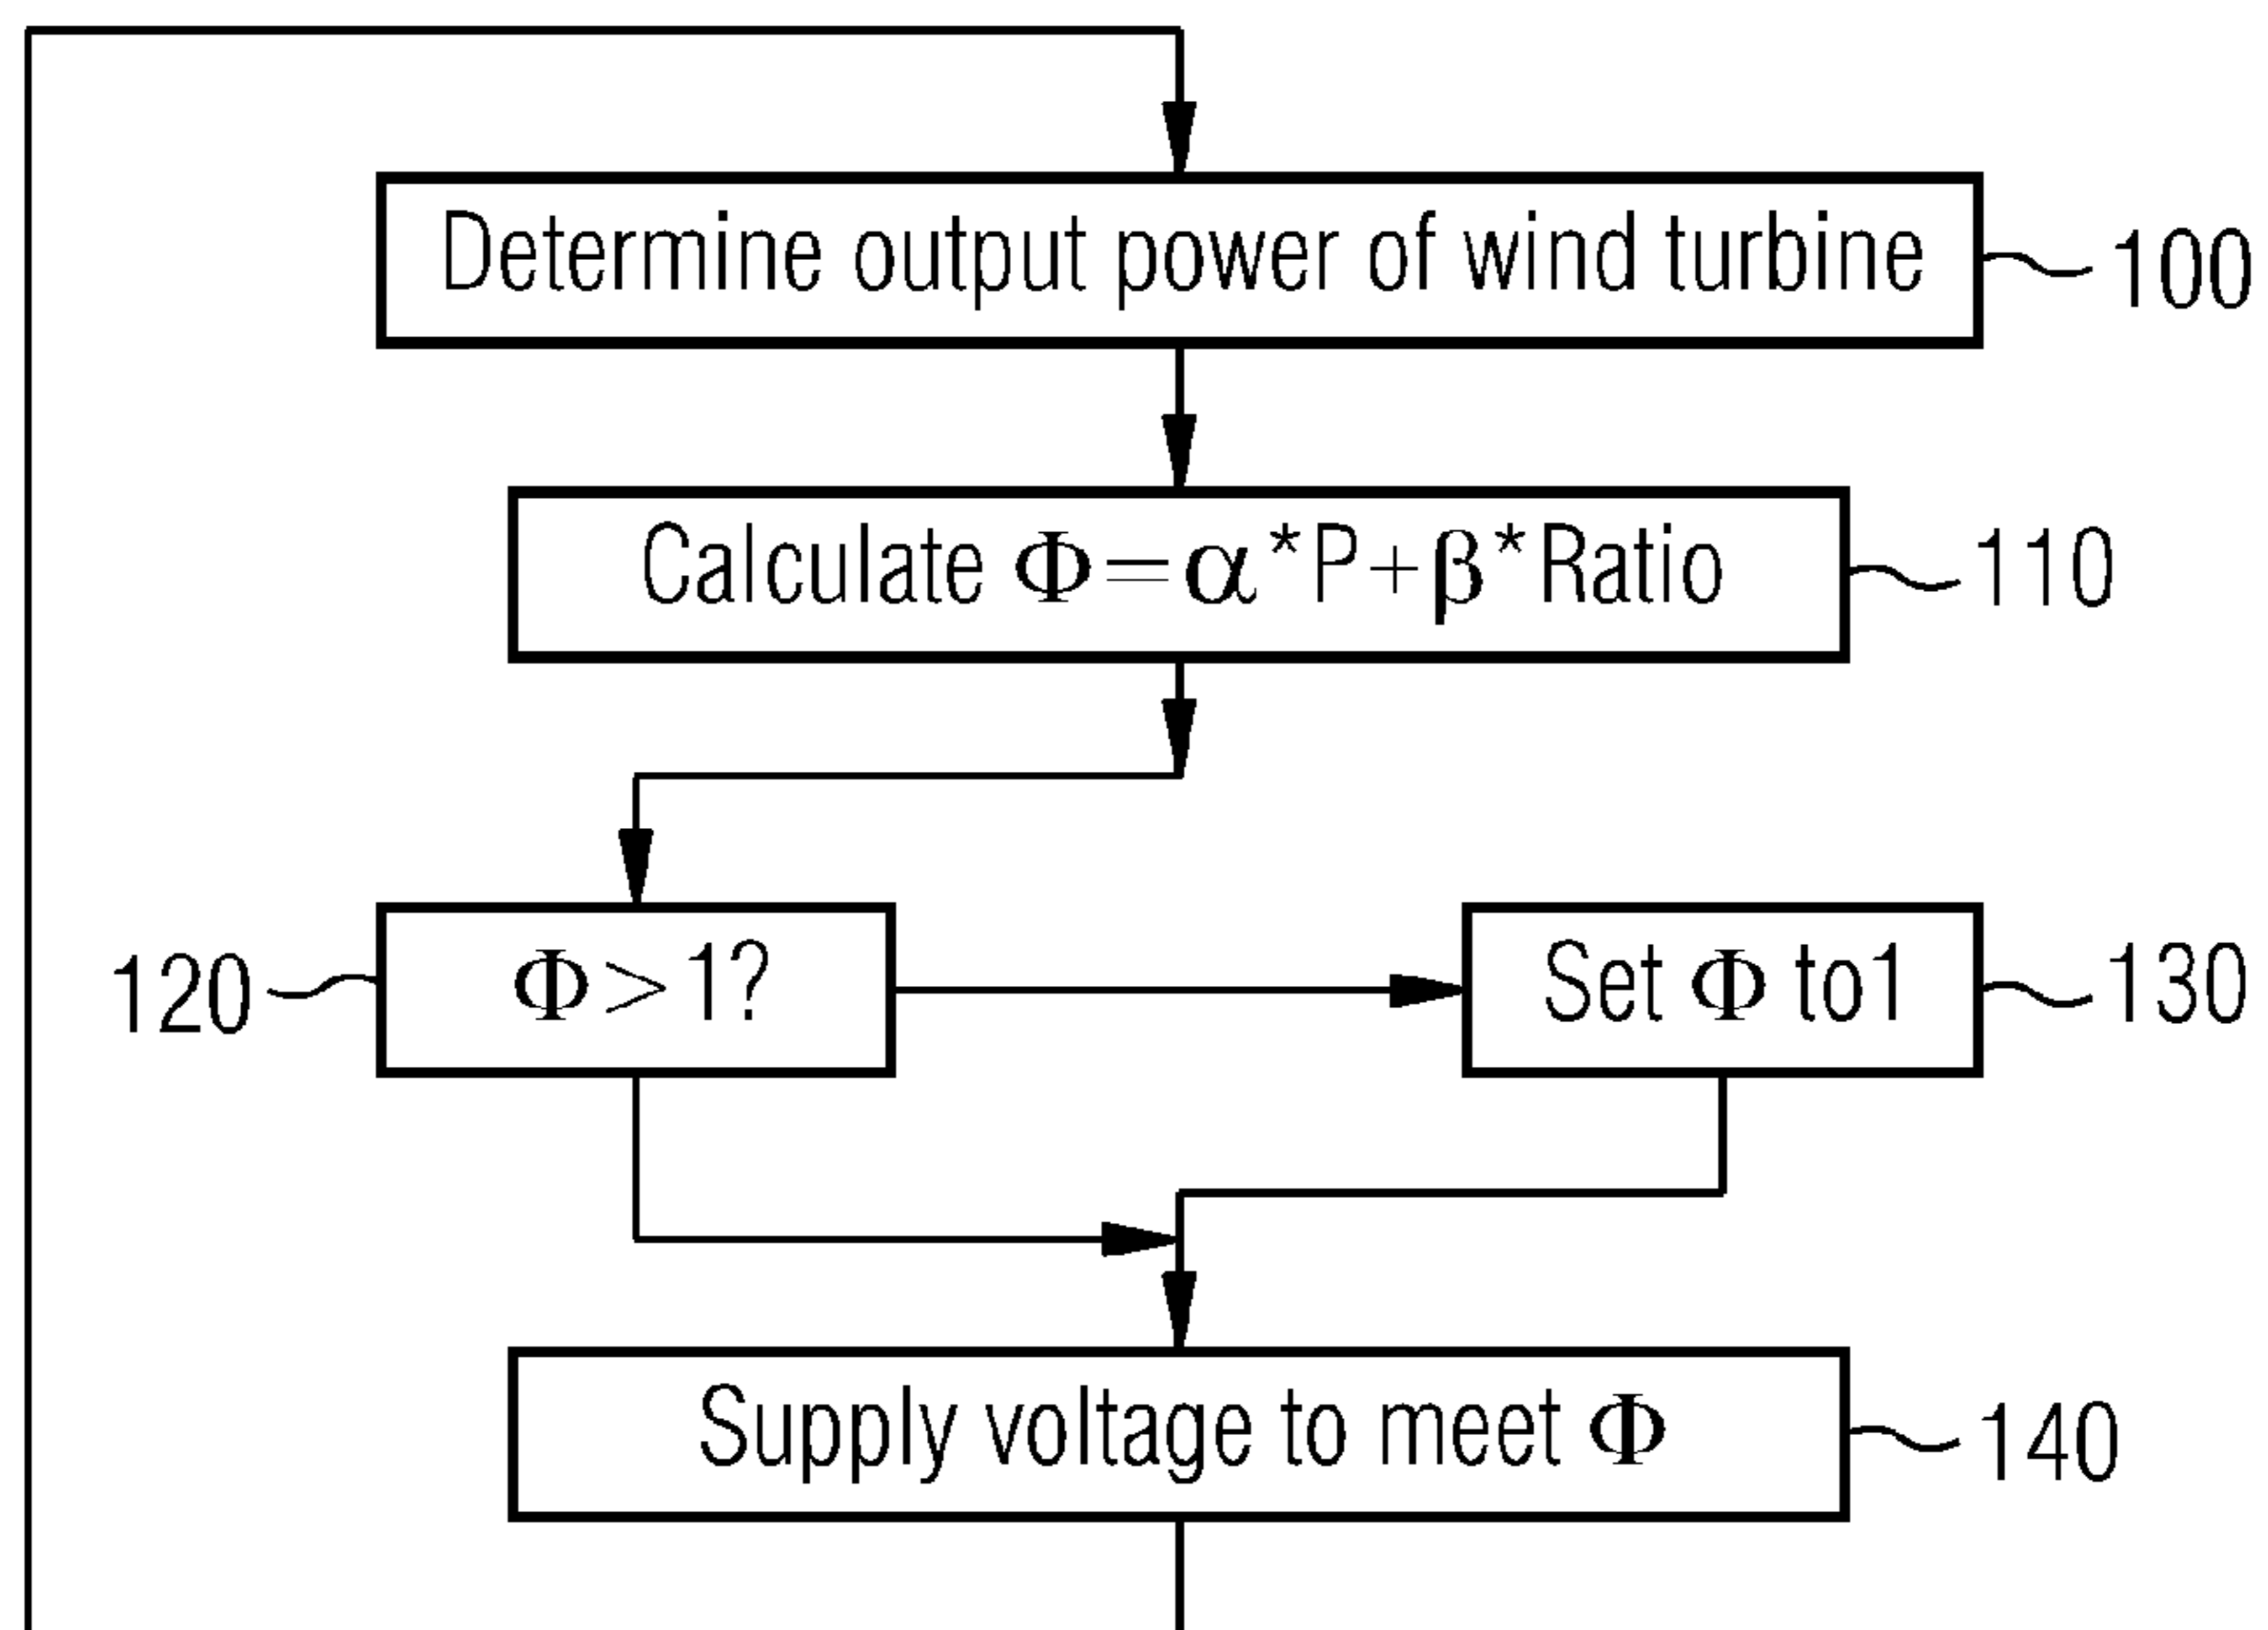 Determine output power of wind turbine
100
Calculate Φ=α*P+β*Ratio
110
120
Φ>1?
Set Φ to1
130
Supply voltage to meet Φ
140